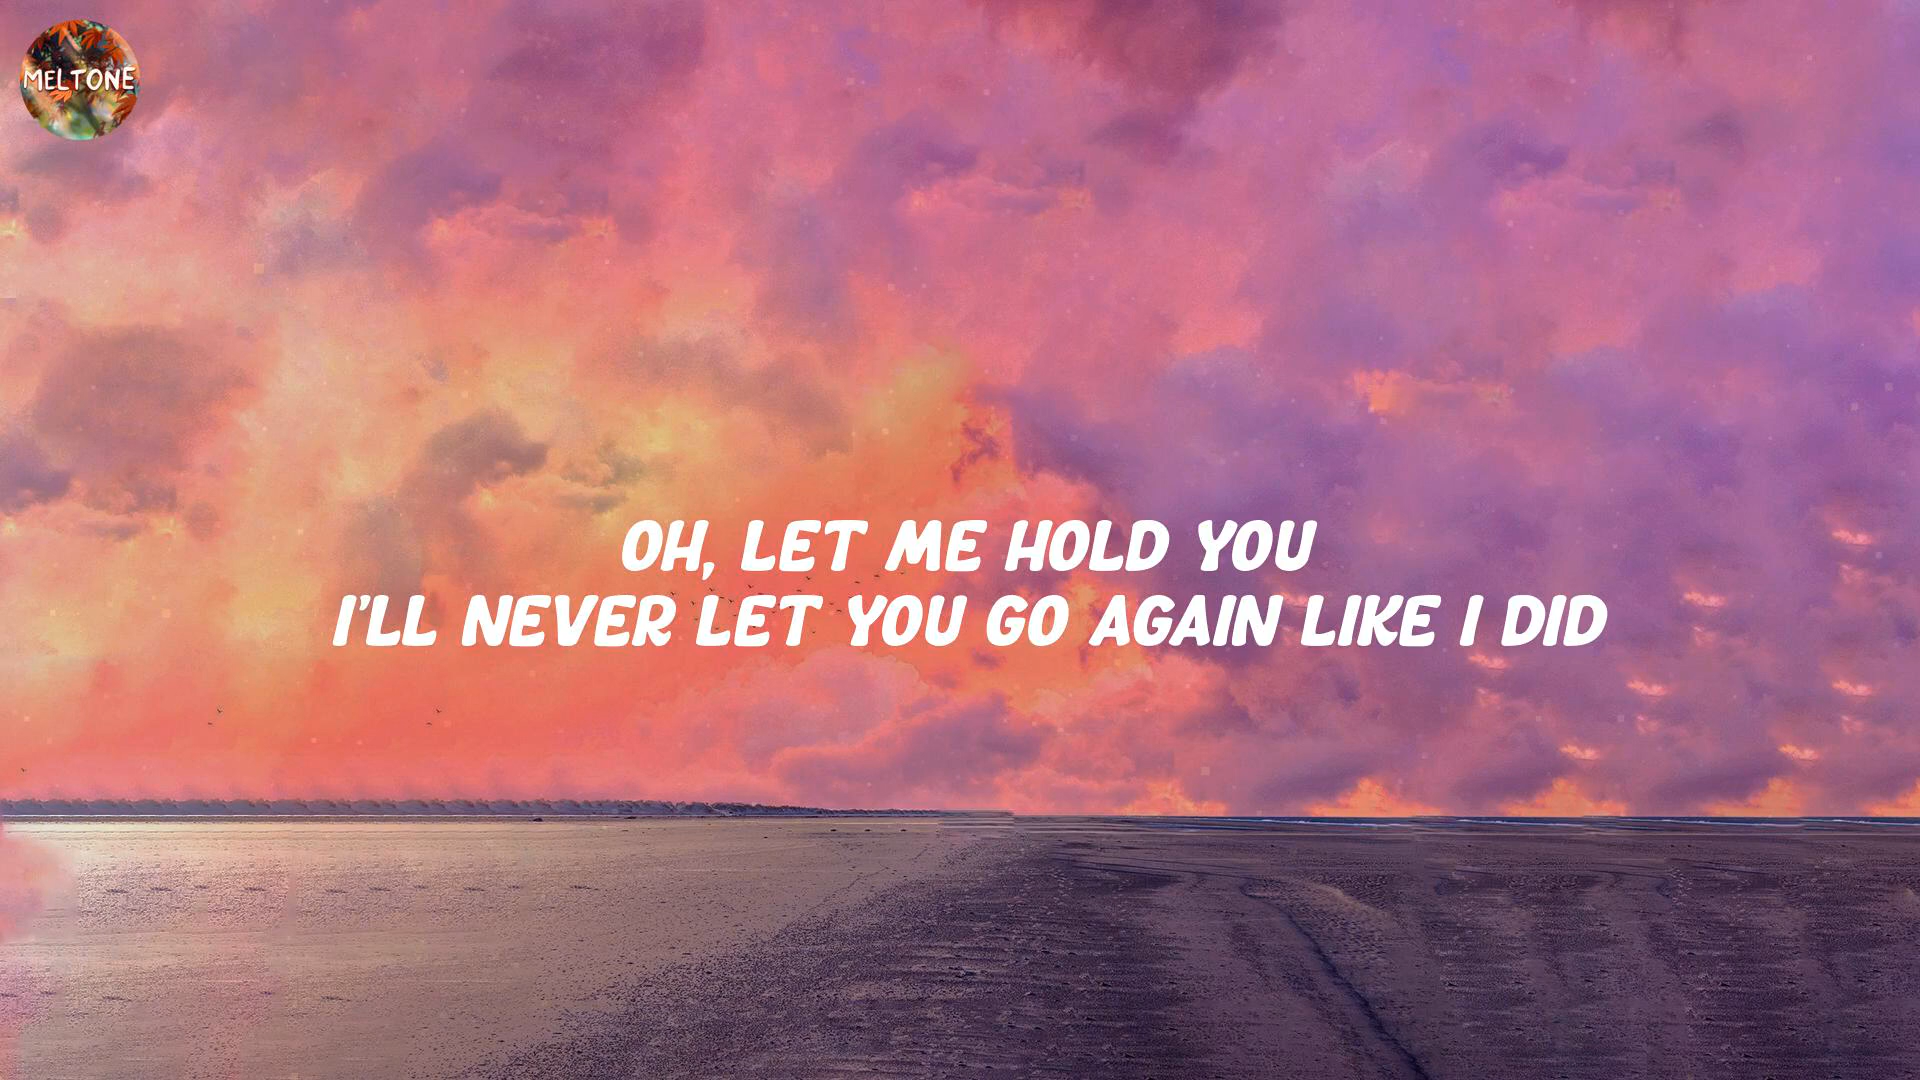 MELTONE
OH, LET ME HOLD YOU
I'LL NEVER LET YOU GO AGAIN LIKE I DID